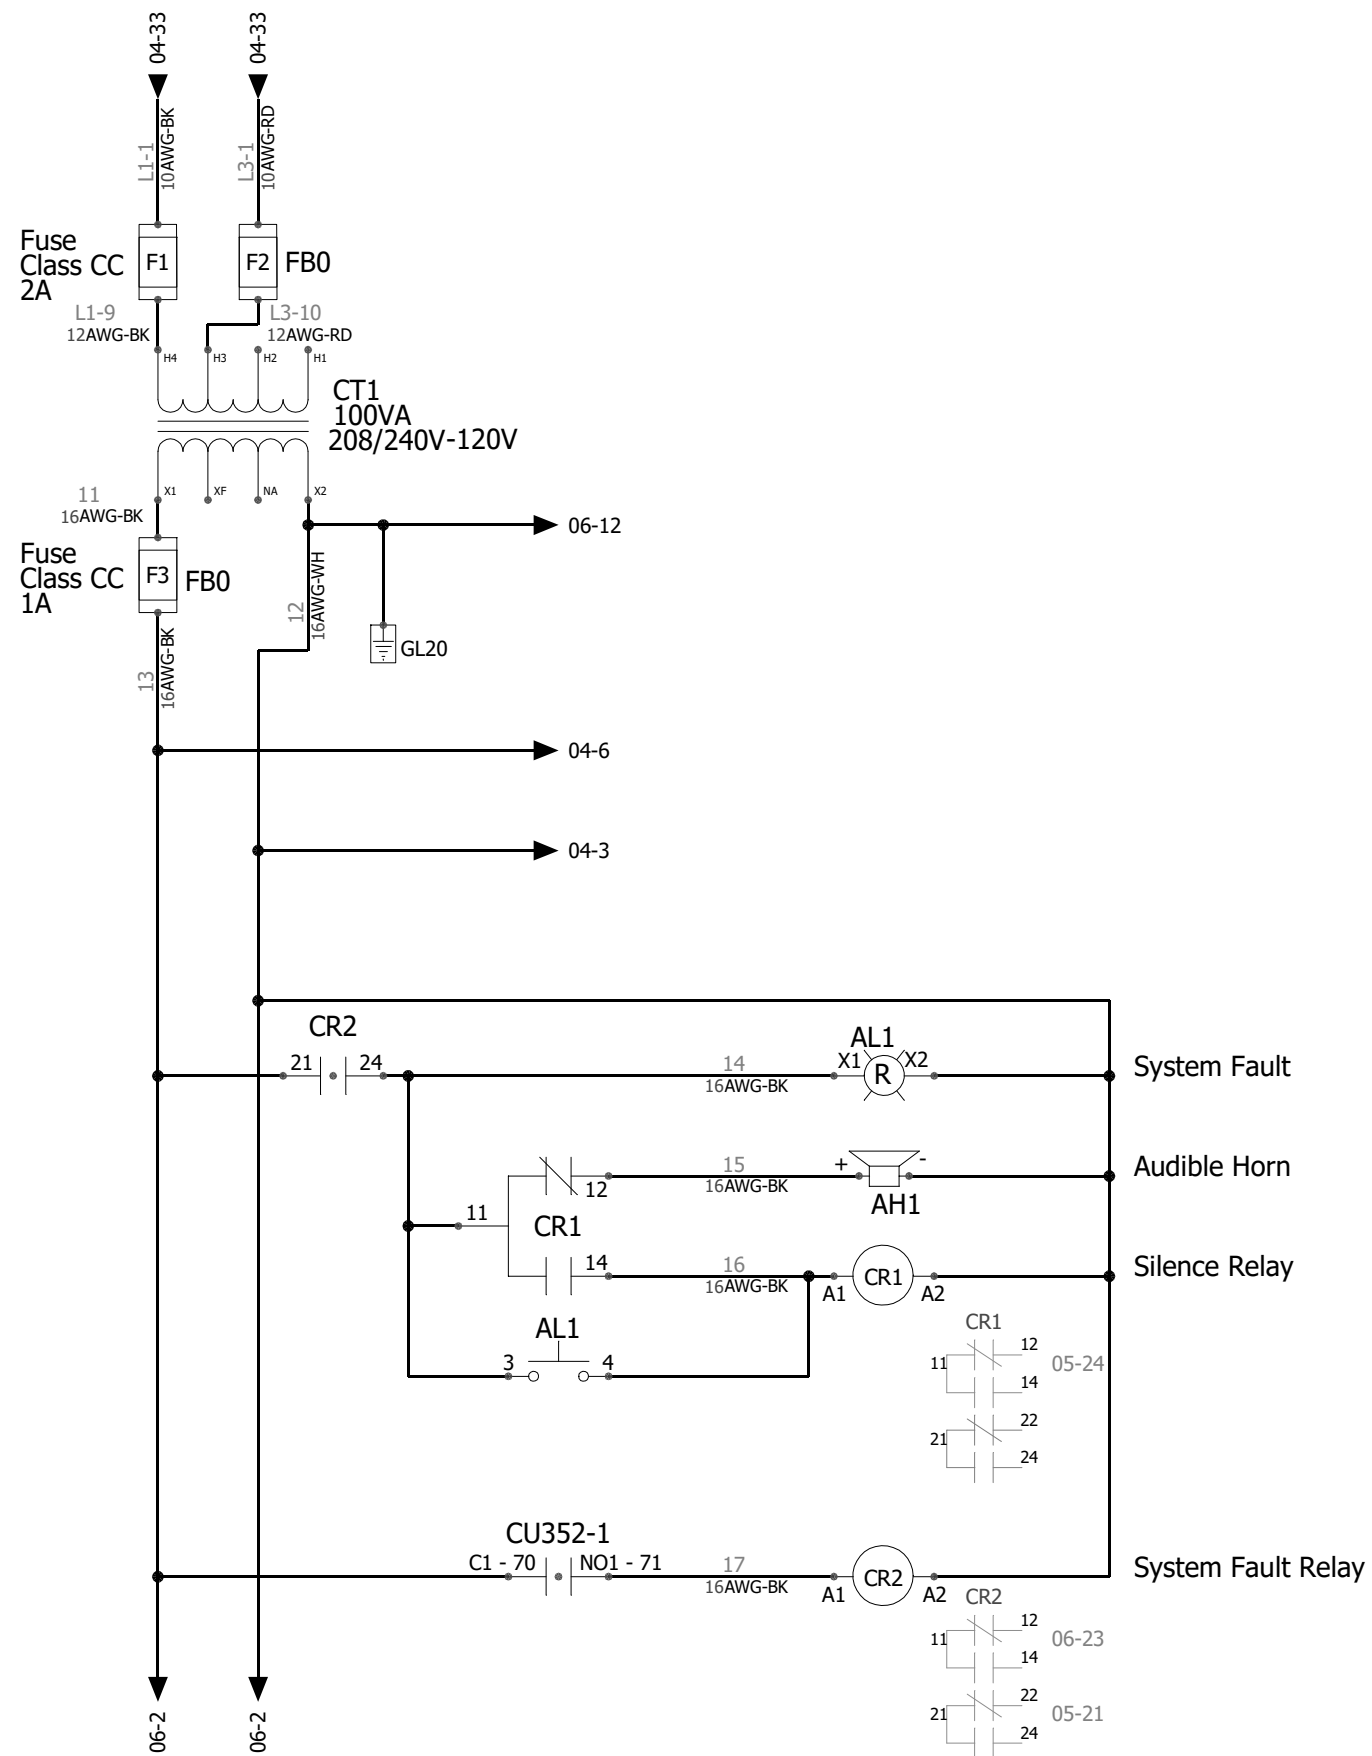 04-33
04-33
L1-1
10AWG-BK
L3-1
10AWG-RD
Fuse
Class CC
2A
F1
F2
FB0
L1-9
12AWG-BK
L3-10
12AWG-RD
H4
H3
H2
H1
CT1
100VA
208/240V-120V
X1
XF
NA
X2
11
16AWG-BK
06-12
Fuse
Class CC
1A
F3
FB0
12
16AWG-WH
GL20
13
16AWG-BK
04-6
04-3
CR2
21
24
14
16AWG-BK
AL1
X1
R
X2
System Fault
12
15
16AWG-BK
+
-
AH1
Audible Horn
11
CR1
14
16
16AWG-BK
A1
CR1
A2
Silence Relay
AL1
3
4
CR1
11
12
14
05-24
21
22
24
CU352-1
C1 - 70
NO1 - 71
17
16AWG-BK
A1
CR2
A2
System Fault Relay
CR2
11
12
14
06-23
21
22
24
05-21
06-2
06-2